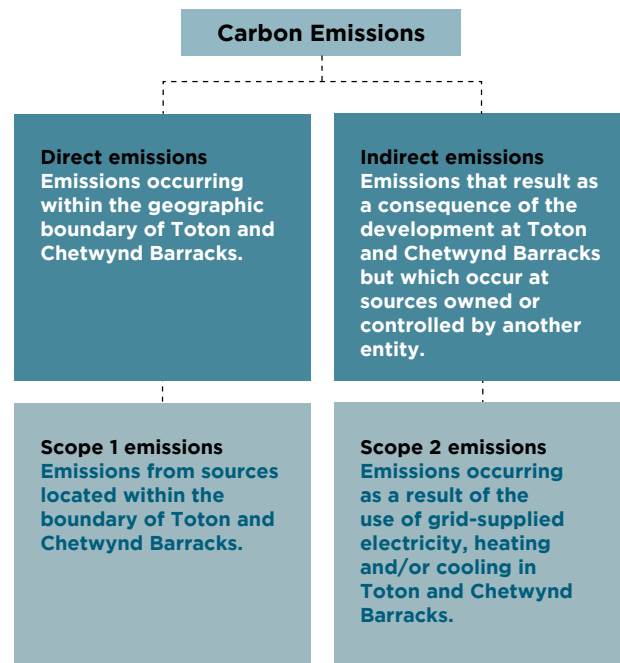 Carbon Emissions
Direct emissions
Emissions occurring
within the geographic
boundary of Toton and
Chetwynd Barracks.
Indirect emissions
Emissions that result as
a consequence of the
development at Toton
and Chetwynd Barracks
but which occur at
sources owned or
controlled by another
entity.
Scope 1 emissions
Emissions from sources
located within the
boundary of Toton and
Chetwynd Barracks.
Scope 2 emissions
Emissions occurring
as a result of the
use of grid-supplied
electricity, heating
and/or cooling in
Toton and Chetwynd
Barracks.